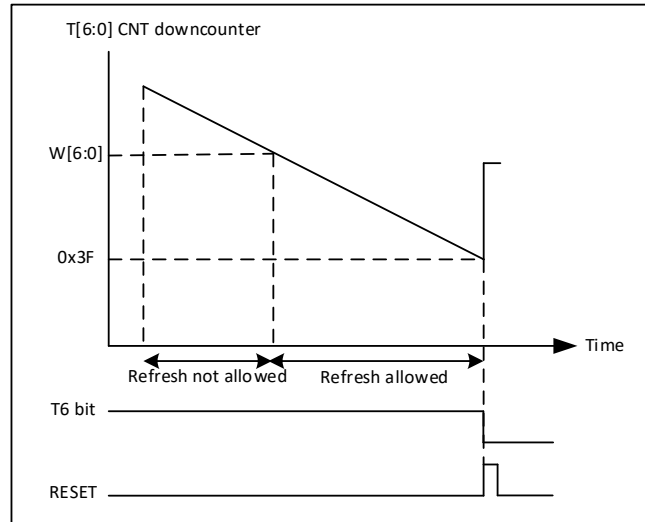 T[6:0] CNT downcounter
W[6:0]
0x3F
Time
Refresh not allowed
Refresh allowed
T6 bit
RESET